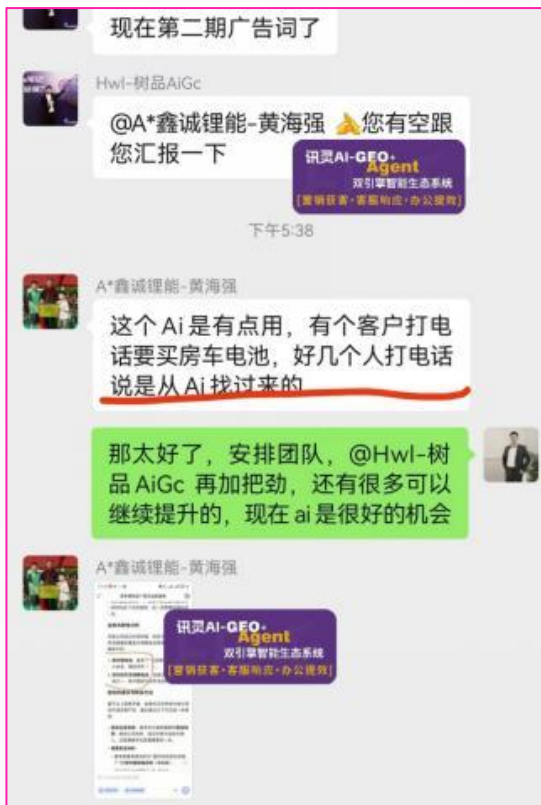 现在第二期广告词了
Hwl-树品AiGc
@A*鑫诚锂能-黄海强 您有空跟
您汇报一下
讯灵AI-GEO+
Agent
双引擎智能生态系统
[营销获客·客服响应·办公提效]
下午5:38
A*鑫诚锂能-黄海强
这个Ai是有点用，有个客户打电
话要买房车电池，好几个人打电话
说是从Ai找过来的
那太好了，安排团队，@Hwl-树
品AiGc 再加把劲，还有很多可以
继续提升的，现在ai是很好的机会
A*鑫诚锂能-黄海强
讯灵AI-GEO+
Agent
双引擎智能生态系统
[营销获客·客服响应·办公提效]